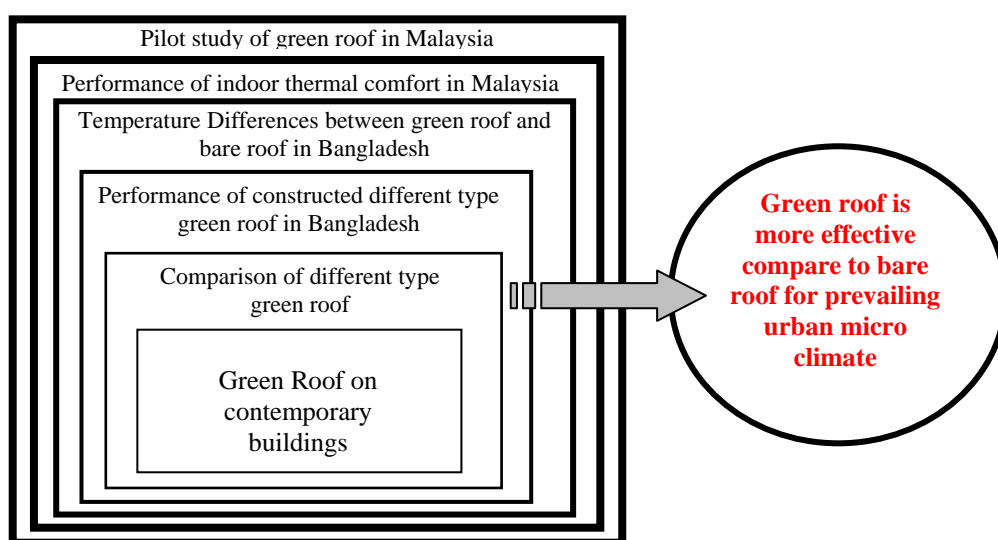 Pilot study of green roof in Malaysia
Performance of indoor thermal comfort in Malaysia
Temperature Differences between green roof and
bare roof in Bangladesh
Performance of constructed different type
green roof in Bangladesh
Comparison of different type
green roof
Green Roof on
contemporary
buildings
Green roof is
more effective
compare to bare
roof for prevailing
urban micro
climate